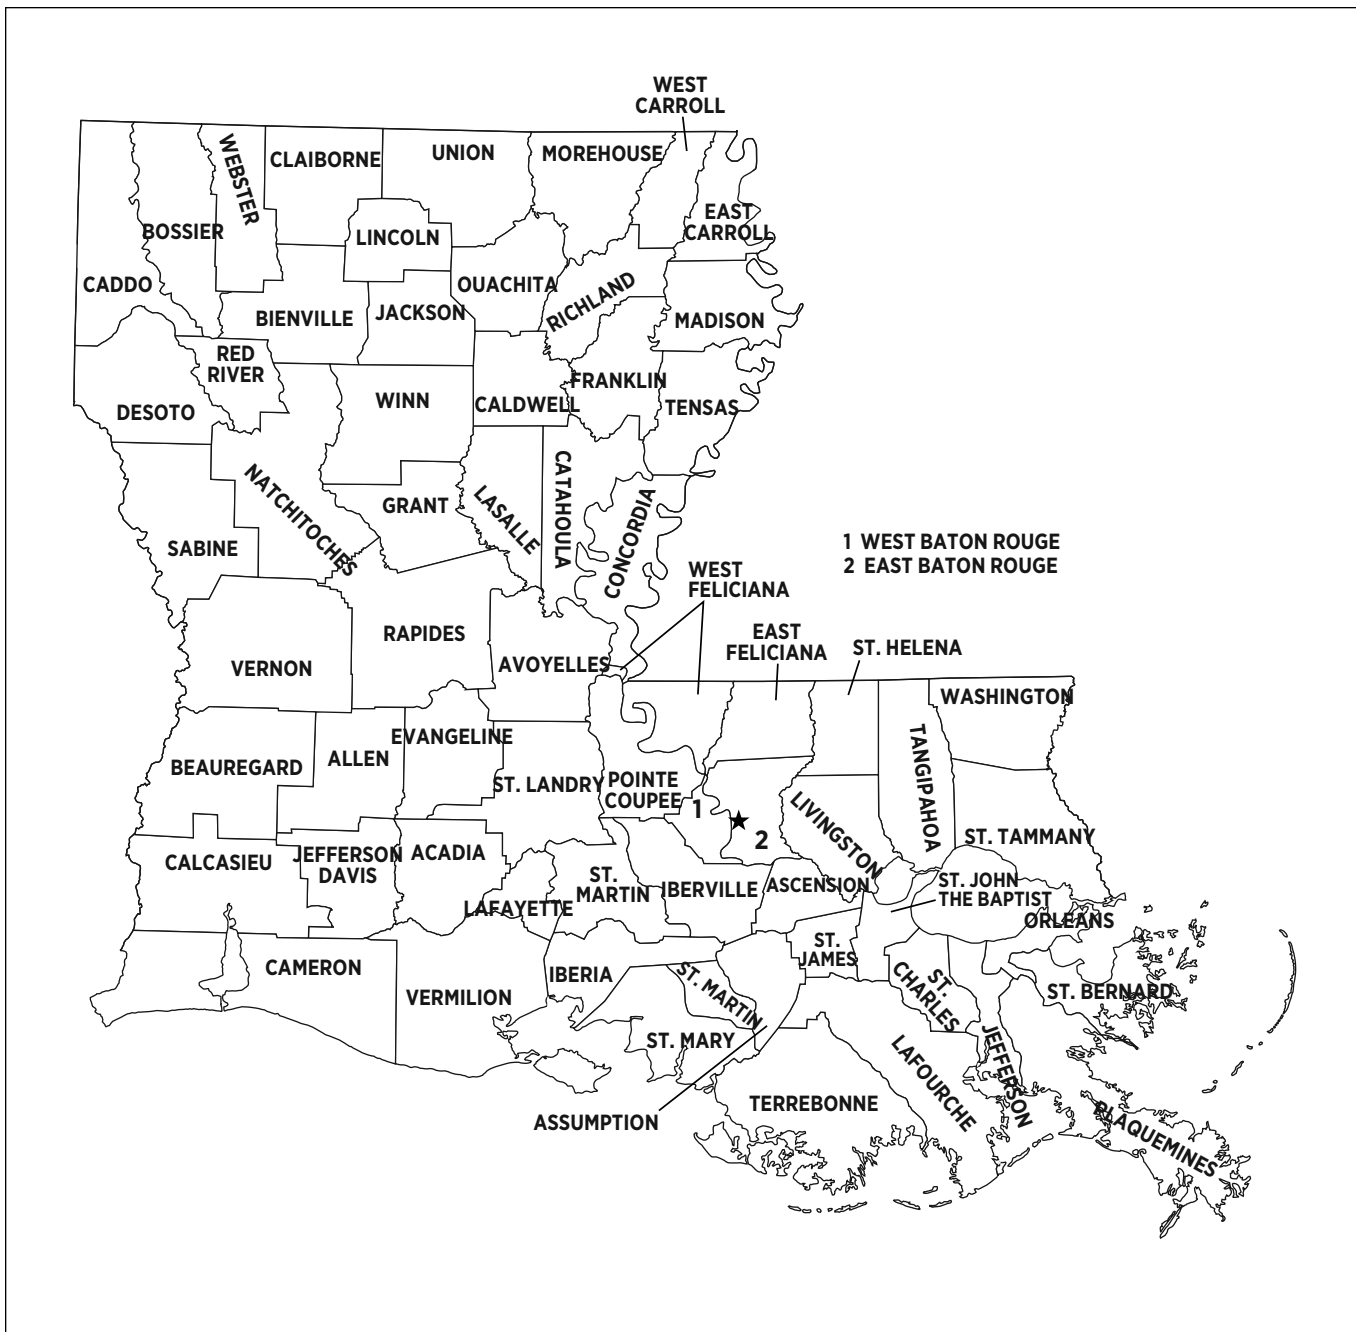 WEST
CARROLL
WEBSTER
CLAIBORNE
UNION
MOREHOUSE
BOSSIER
LINCOLN
EAST
CARROLL
CADDO
OUACHITA
RICHLAND
BIENVILLE
JACKSON
MADISON
RED
RIVER
DESOTO
WINN
CALDWELL
FRANKLIN
TENSAS
NATCHITOCHES
GRANT
LASALLE
CATAHOULA
CONCORDIA
SABINE
1 WEST BATON ROUGE
2 EAST BATON ROUGE
WEST
FELICIANA
EAST
FELICIANA
ST. HELENA
VERNON
RAPIDES
AVOYELLES
WASHINGTON
BEAUREGARD
ALLEN
EVANGELINE
ST. LANDRY
POINTE
COUPEE
1
2
LIVINGSTON
TANGIPAHOA
ST. TAMMANY
CALCASIEU
JEFFERSON
DAVIS
ACADIA
LAFAYETTE
ST.
MARTIN
IBERVILLE
ASCENSION
ST. JOHN
THE BAPTIST
ORLEANS
CAMERON
VERMILION
IBERIA
ST. MARTIN
ST.
JAMES
ST.
CHARLES
ST. BERNARD
ST. MARY
JEFFERSON
LAFOURCHE
TERREBONNE
ASSUMPTION
PLAQUEMINES